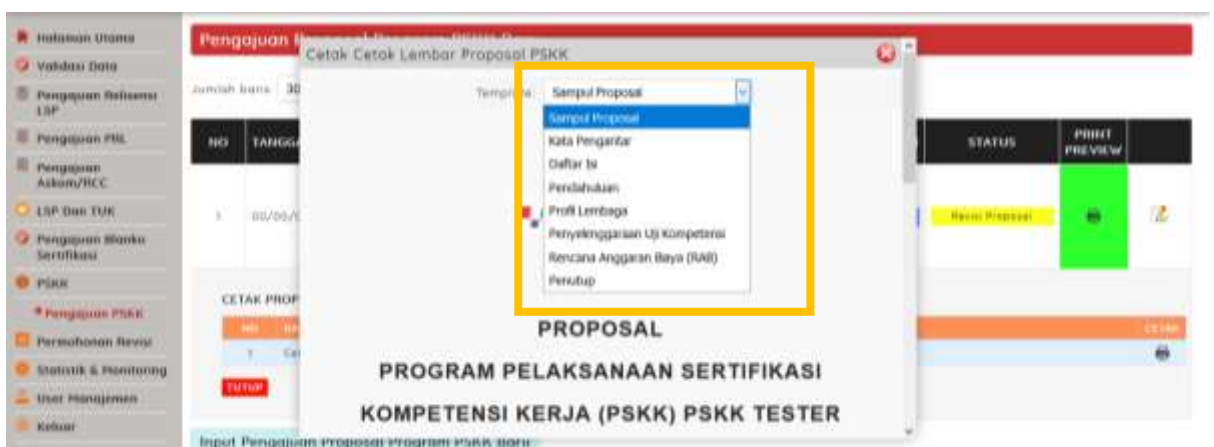 Halaman Utama
Validasi Data
Pengajuan Relisensi
LSP
Pengajuan PRL
Pengajuan
Askom/RCC
LSP Dan TUK
Pengajuan Blanko
Sertifikasi
PSKK
Pengajuan PSKK
Permohonan Revisi
Statistik & Monitoring
User Manajemen
Keluar
Pengajuan
Cetak Cetak Lembar Proposal PSKK
Jumlah baris 30
Template Sampul Proposal
Sampul Proposal
Kata Pengantar
Daftar Isi
Pendahuluan
Profil Lembaga
Penyelenggaraan Uji Kompetensi
Rencana Anggaran Biaya (RAB)
Penutup
NO
STATUS
PRINT
PREVIEW
1
Revisi Proposal
CETAK PROP
NO
CETAK
1
TUTUP
PROPOSAL
PROGRAM PELAKSANAAN SERTIFIKASI
KOMPETENSI KERJA (PSKK) PSKK TESTER
Input Pengajuan Proposal Program PSKK Baru